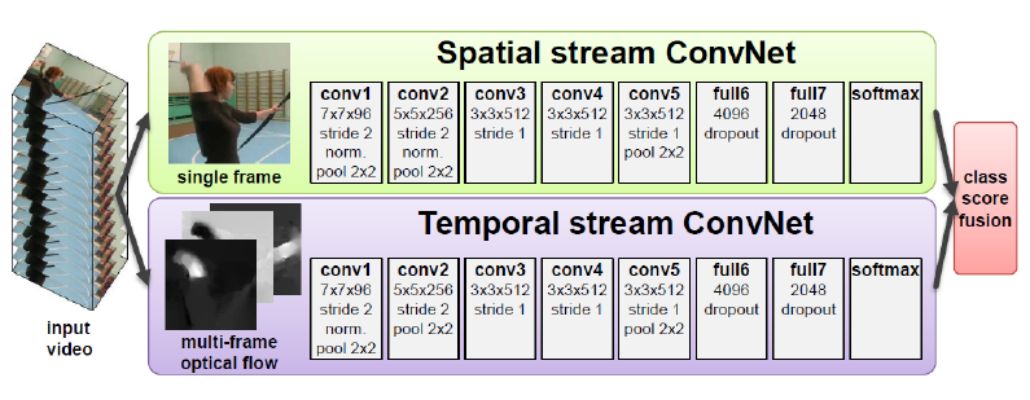 Spatial stream ConvNet
single frame
conv1
7x7x96
stride 2
norm.
pool 2x2
conv2
5x5x256
stride 2
norm.
pool 2x2
conv3
3x3x512
stride 1
conv4
3x3x512
stride 1
conv5
3x3x512
stride 1
pool 2x2
full6
4096
dropout
full7
2048
dropout
softmax
input
video
Temporal stream ConvNet
multi-frame
optical flow
conv1
7x7x96
stride 2
norm.
pool 2x2
conv2
5x5x256
stride 2
pool 2x2
conv3
3x3x512
stride 1
conv4
3x3x512
stride 1
conv5
3x3x512
stride 1
pool 2x2
full6
4096
dropout
full7
2048
dropout
softmax
class
score
fusion